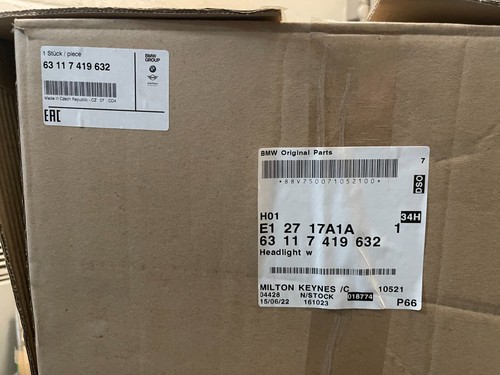 1 Stück / piece
BMW
GROUP
63 11 7 419 632
Made in Czech Republic - CZ
EAC
BMW Original Parts
7
*88V750071052100*
DSO
H01
34H
E1 27 17A1A 1
63 11 7 419 632
Headlight w
MILTON KEYNES /C 10521
04428 N/STOCK 018774
15/06/22 161023 P66